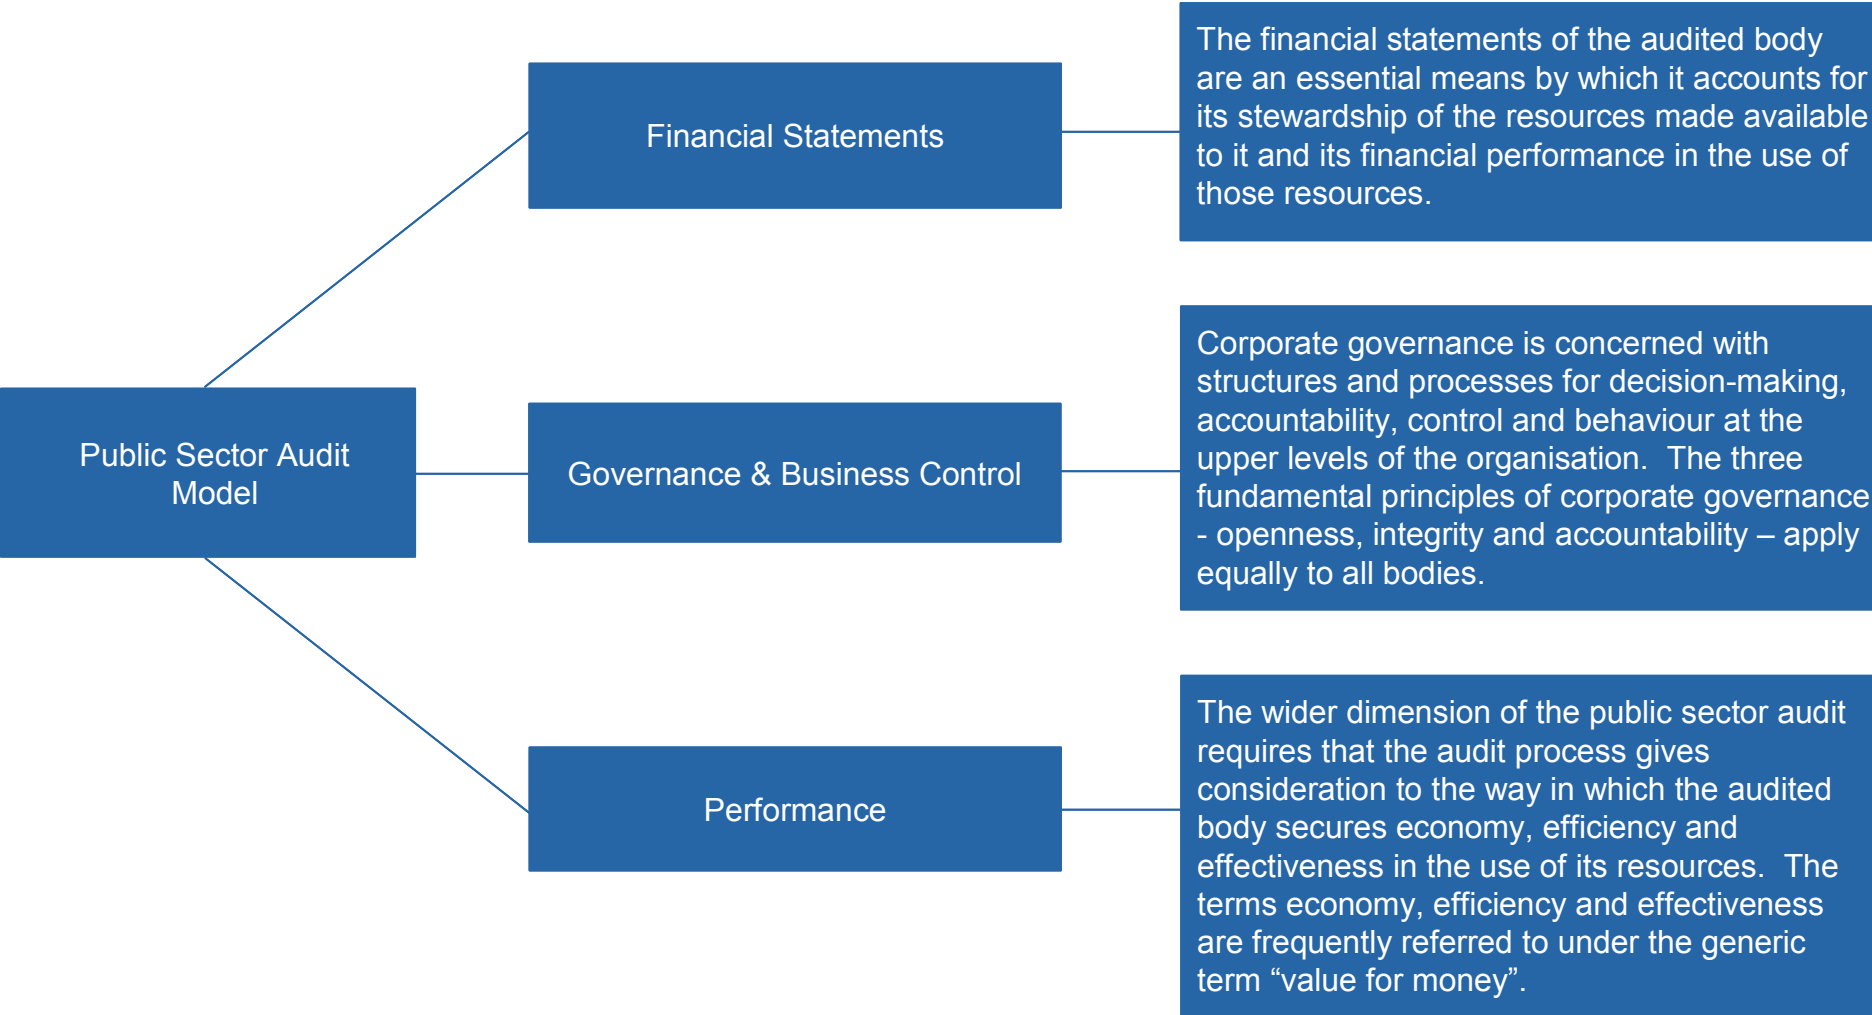 Public Sector Audit
Model
Financial Statements
The financial statements of the audited body
are an essential means by which it accounts for
its stewardship of the resources made available
to it and its financial performance in the use of
those resources.
Governance & Business Control
Corporate governance is concerned with
structures and processes for decision-making,
accountability, control and behaviour at the
upper levels of the organisation.  The three
fundamental principles of corporate governance
- openness, integrity and accountability – apply
equally to all bodies.
Performance
The wider dimension of the public sector audit
requires that the audit process gives
consideration to the way in which the audited
body secures economy, efficiency and
effectiveness in the use of its resources.  The
terms economy, efficiency and effectiveness
are frequently referred to under the generic
term “value for money”.